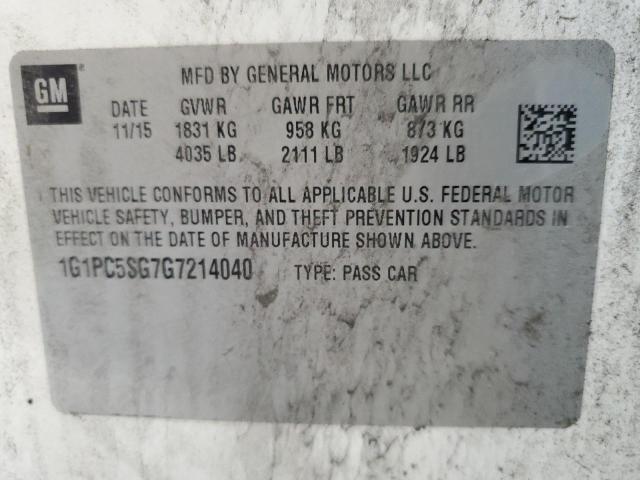 GM
MFD BY GENERAL MOTORS LLC
DATE GVWR GAWR FRT GAWR RR
11/15 1831 KG 958 KG 873 KG
4035 LB 2111 LB 1924 LB
THIS VEHICLE CONFORMS TO ALL APPLICABLE U.S. FEDERAL MOTOR
VEHICLE SAFETY, BUMPER, AND THEFT PREVENTION STANDARDS IN
EFFECT ON THE DATE OF MANUFACTURE SHOWN ABOVE.
1G1PC5SG7G7214040 TYPE: PASS CAR